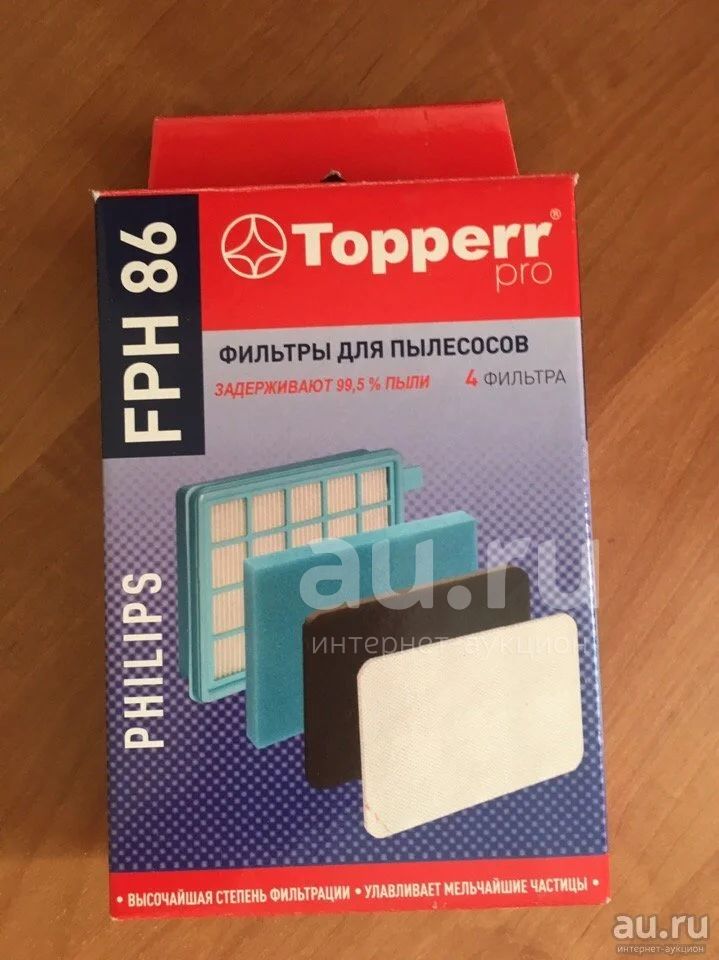 Topperr®
pro
FPH 86
PHILIPS
ФИЛЬТРЫ ДЛЯ ПЫЛЕСОСОВ
ЗАДЕРЖИВАЮТ 99,5 % ПЫЛИ 4 ФИЛЬТРА
au.ru
интернет-аукцион
• ВЫСОЧАЙШАЯ СТЕПЕНЬ ФИЛЬТРАЦИИ • УЛАВЛИВАЕТ МЕЛЬЧАЙШИЕ ЧАСТИЦЫ •
au.ru
интернет-аукцион